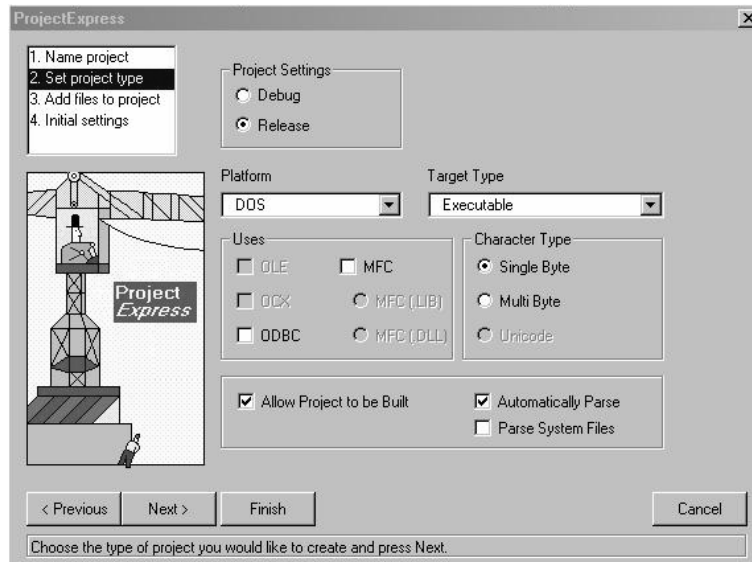 ProjectExpress
1. Name project
2. Set project type
3. Add files to project
4. Initial settings
Project Settings
Debug
Release
Platform
DOS
Target Type
Executable
Uses
OLE
MFC
OCX
MFC (.LIB)
ODBC
MFC (.DLL)
Character Type
Single Byte
Multi Byte
Unicode
Project
Express
Allow Project to be Built
Automatically Parse
Parse System Files
< Previous
Next >
Finish
Cancel
Choose the type of project you would like to create and press Next.